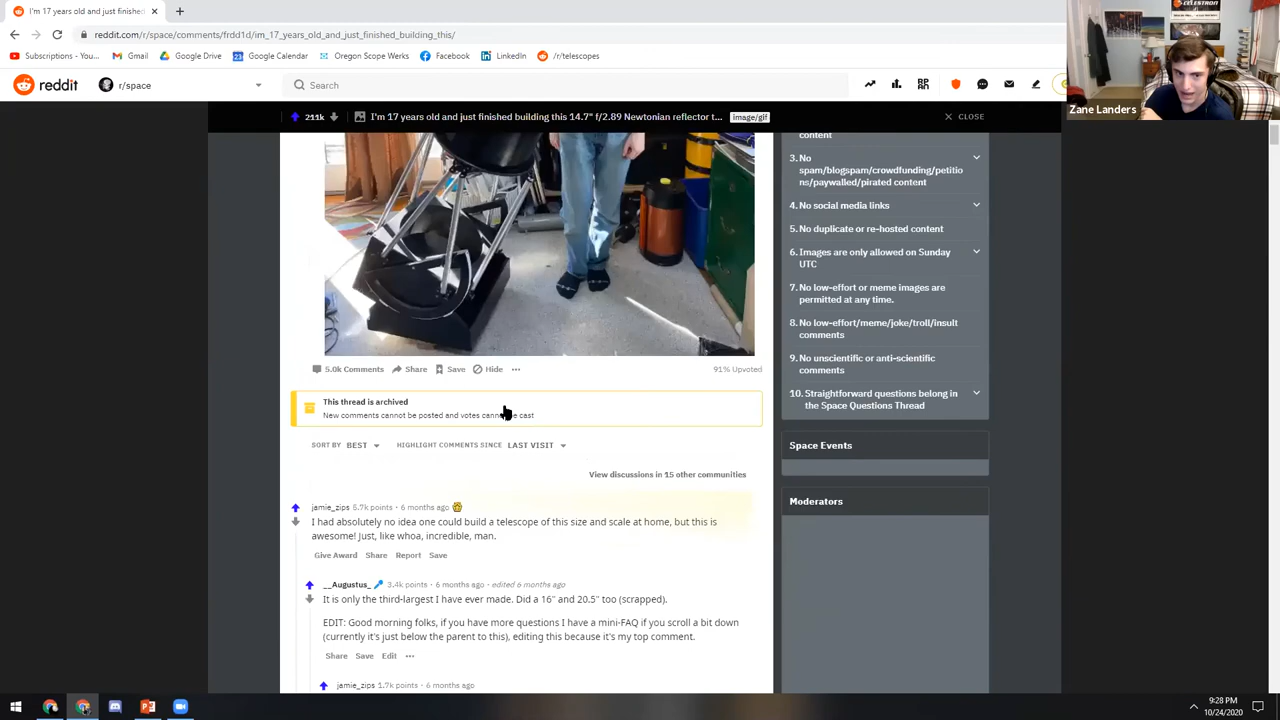 I'm 17 years old and just finished
reddit.com/r/space/comments/frdd1d/im_17_years_old_and_just_finished_building_this/
Subscriptions - You...
Gmail
Google Drive
Google Calendar
Oregon Scope Werks
Facebook
LinkedIn
/r/telescopes
CELESTRON
Zane Landers
reddit
r/space
Search
211k
I'm 17 years old and just finished building this 14.7" f/2.89 Newtonian reflector t...
image/gif
CLOSE
content
3. No
spam/blogspam/crowdfunding/petitio
ns/paywalled/pirated content
4. No social media links
5. No duplicate or re-hosted content
6. Images are only allowed on Sunday
UTC
7. No low-effort or meme images are
permitted at any time.
8. No low-effort/meme/joke/troll/insult
comments
9. No unscientific or anti-scientific
comments
10. Straightforward questions belong in
the Space Questions Thread
5.0k Comments
Share
Save
Hide
91% Upvoted
This thread is archived
New comments cannot be posted and votes cannot be cast
SORT BY BEST
HIGHLIGHT COMMENTS SINCE LAST VISIT
View discussions in 15 other communities
Space Events
Moderators
jamie_zips 5.7k points · 6 months ago
I had absolutely no idea one could build a telescope of this size and scale at home, but this is
awesome! Just, like whoa, incredible, man.
Give Award Share Report Save
__Augustus_ 3.4k points · 6 months ago · edited 6 months ago
It is only the third-largest I have ever made. Did a 16" and 20.5" too (scrapped).
EDIT: Good morning folks, if you have more questions I have a mini-FAQ if you scroll a bit down
(currently it's just below the parent to this), editing this because it's my top comment.
Share Save Edit
jamie_zips 1.7k points · 6 months ago
9:28 PM
10/24/2020